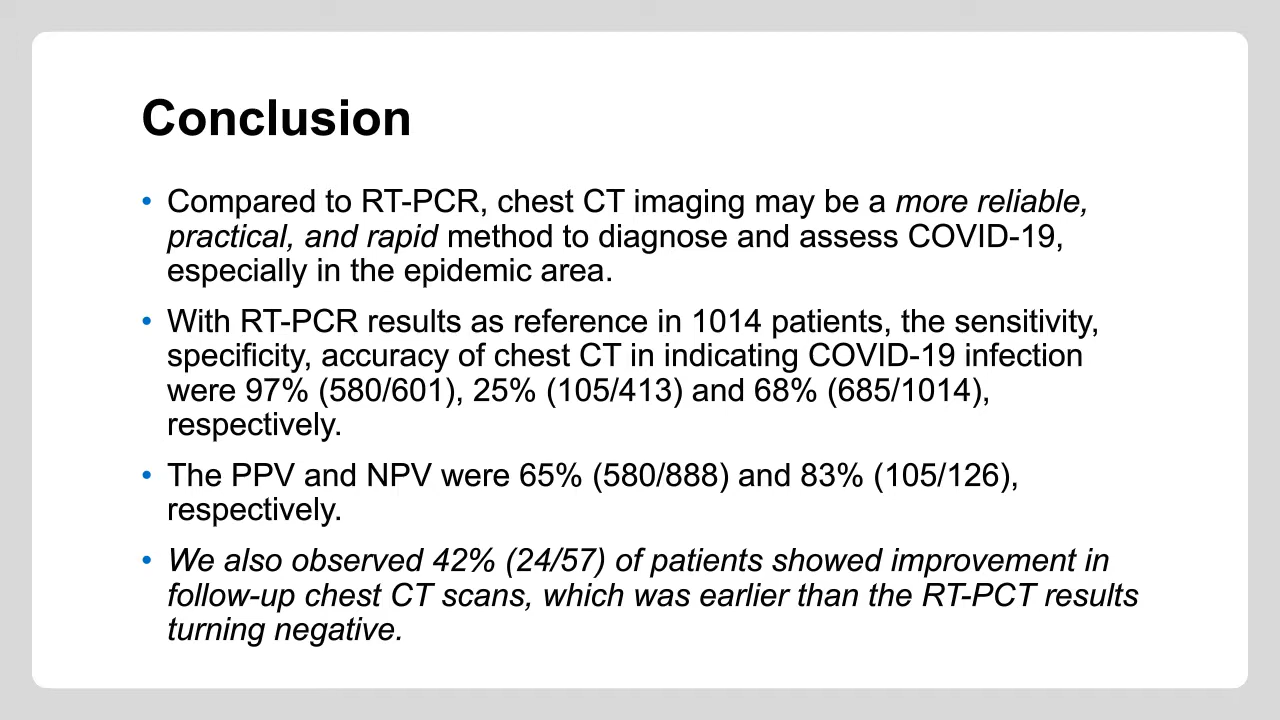 Conclusion
• Compared to RT-PCR, chest CT imaging may be a more reliable,
practical, and rapid method to diagnose and assess COVID-19,
especially in the epidemic area.
• With RT-PCR results as reference in 1014 patients, the sensitivity,
specificity, accuracy of chest CT in indicating COVID-19 infection
were 97% (580/601), 25% (105/413) and 68% (685/1014),
respectively.
• The PPV and NPV were 65% (580/888) and 83% (105/126),
respectively.
• We also observed 42% (24/57) of patients showed improvement in
follow-up chest CT scans, which was earlier than the RT-PCT results
turning negative.